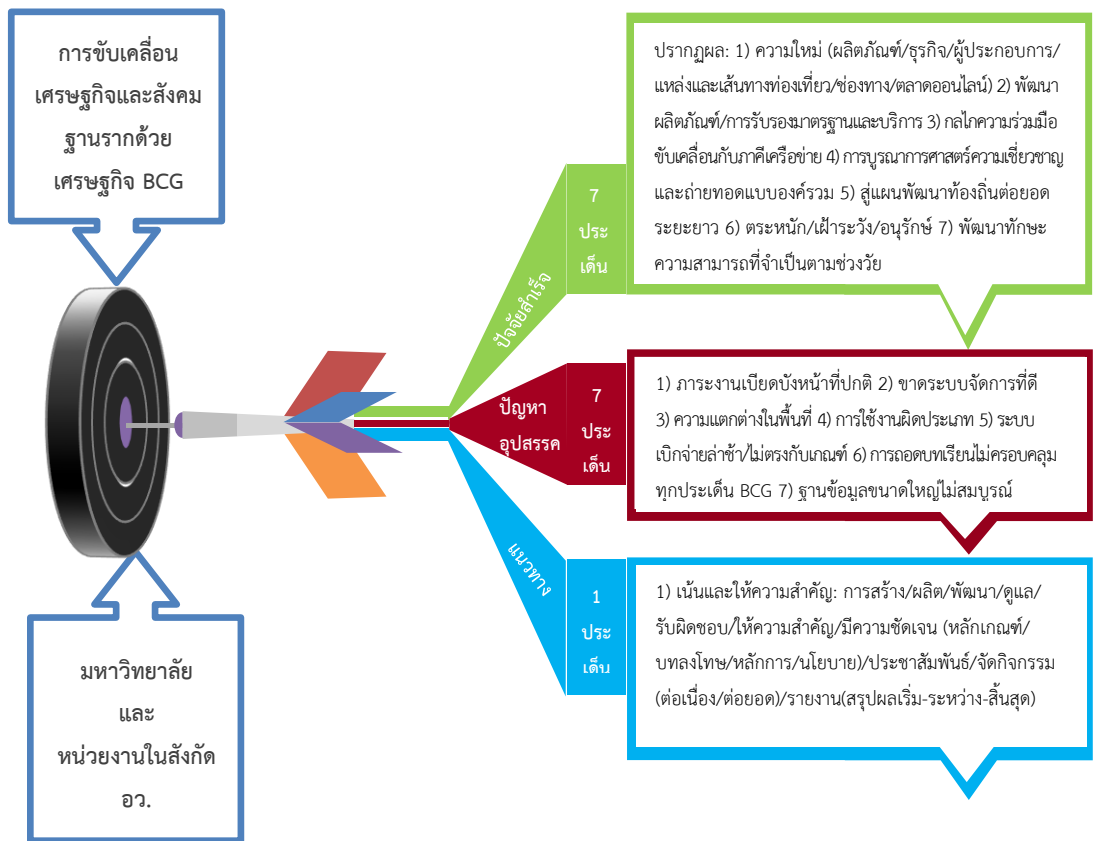 การขับเคลื่อน
เศรษฐกิจและสังคม
ฐานรากด้วย
เศรษฐกิจ BCG
มหาวิทยาลัย
และ
หน่วยงานในสังกัด
อว.
ปัจจัยสำเร็จ
7
ประ
เด็น
ปรากฏผล: 1) ความใหม่ (ผลิตภัณฑ์/ธุรกิจ/ผู้ประกอบการ/
แหล่งและเส้นทางท่องเที่ยว/ช่องทาง/ตลาดออนไลน์) 2) พัฒนา
ผลิตภัณฑ์/การรับรองมาตรฐานและบริการ 3) กลไกความร่วมมือ
ขับเคลื่อนกับภาคีเครือข่าย 4) การบูรณาการศาสตร์ความเชี่ยวชาญ
และถ่ายทอดแบบองค์รวม 5) สู่แผนพัฒนาท้องถิ่นต่อยอด
ระยะยาว 6) ตระหนัก/เฝ้าระวัง/อนุรักษ์ 7) พัฒนาทักษะ
ความสามารถที่จำเป็นตามช่วงวัย
ปัญหา
อุปสรรค
7
ประ
เด็น
1) ภาระงานเบียดบังหน้าที่ปกติ 2) ขาดระบบจัดการที่ดี
3) ความแตกต่างในพื้นที่ 4) การใช้งานผิดประเภท 5) ระบบ
เบิกจ่ายล่าช้า/ไม่ตรงกับเกณฑ์ 6) การถอดบทเรียนไม่ครอบคลุม
ทุกประเด็น BCG 7) ฐานข้อมูลขนาดใหญ่ไม่สมบูรณ์
แนวทาง
1
ประ
เด็น
1) เน้นและให้ความสำคัญ: การสร้าง/ผลิต/พัฒนา/ดูแล/
รับผิดชอบ/ให้ความสำคัญ/มีความชัดเจน (หลักเกณฑ์/
บทลงโทษ/หลักการ/นโยบาย)/ประชาสัมพันธ์/จัดกิจกรรม
(ต่อเนื่อง/ต่อยอด)/รายงาน(สรุปผลเริ่ม-ระหว่าง-สิ้นสุด)